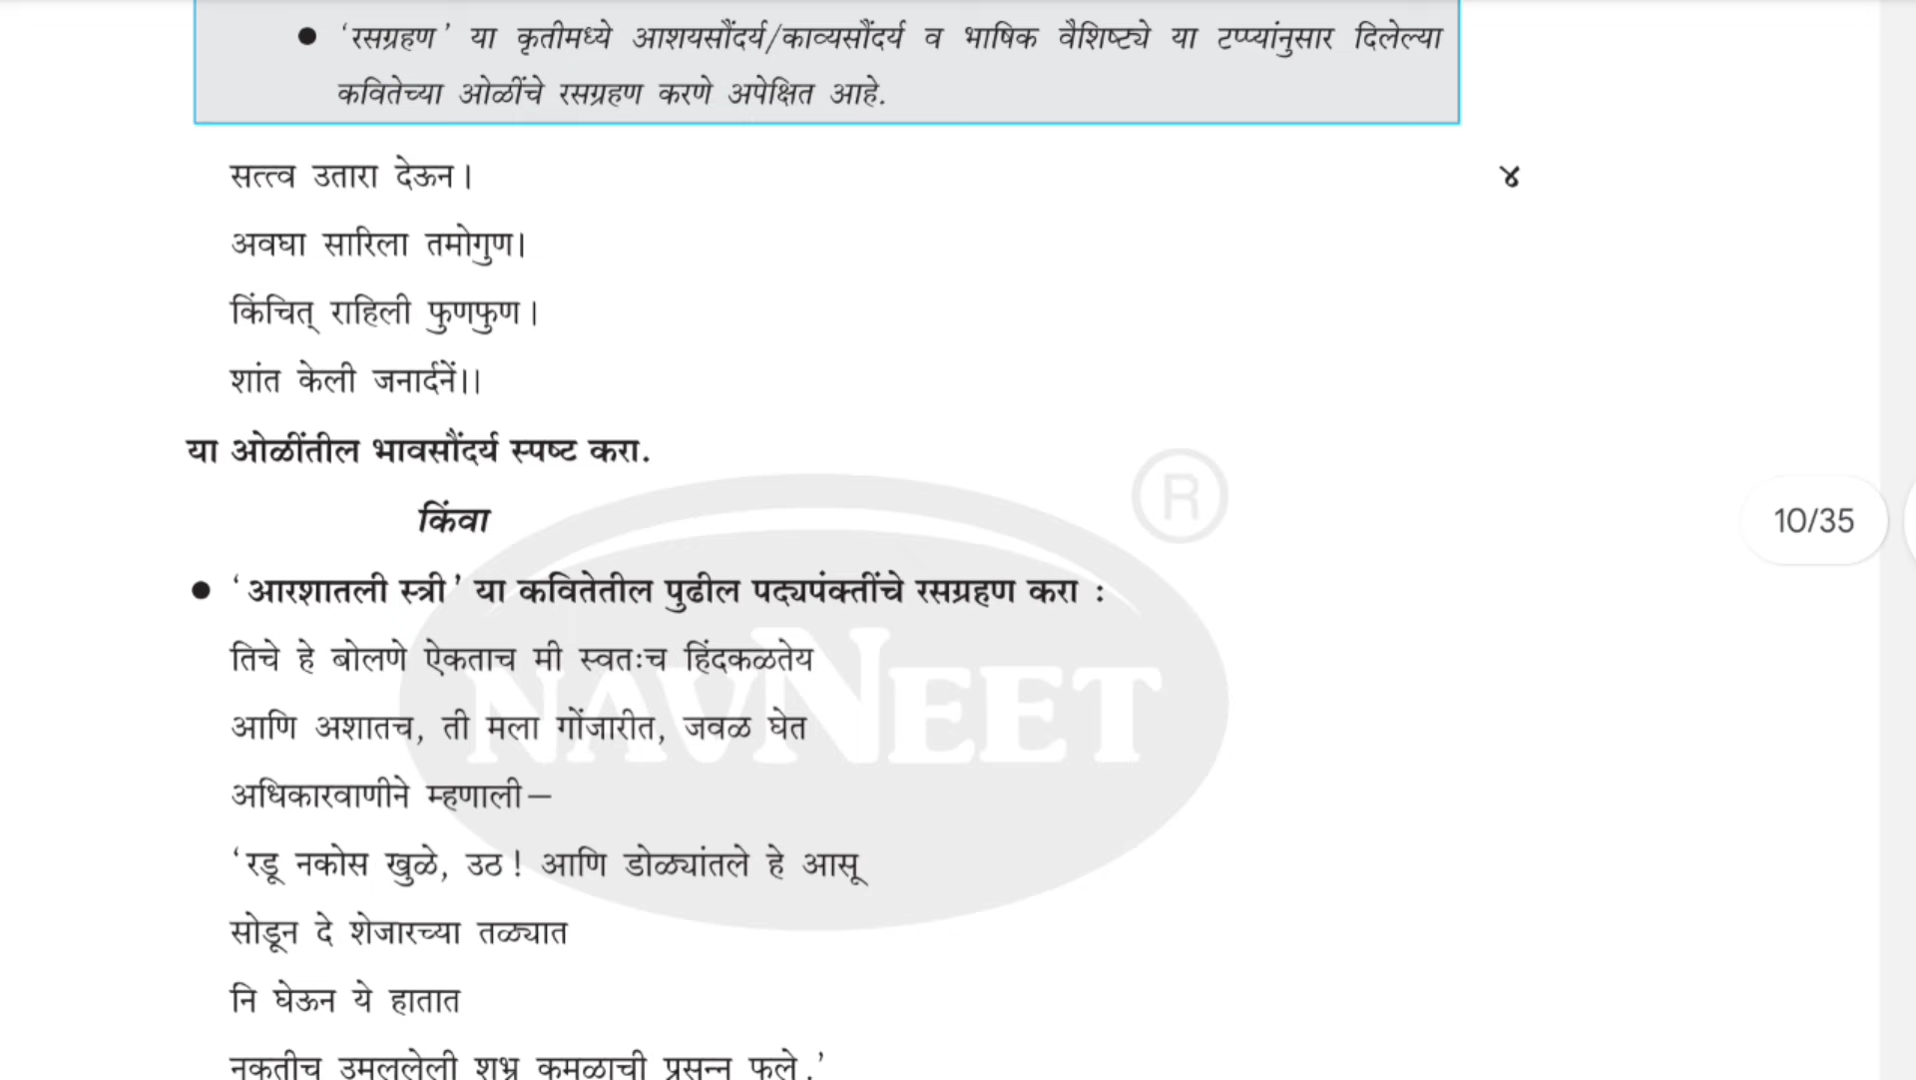 ● ‘रसग्रहण’ या कृतीमध्ये आशयसौंदर्य/काव्यसौंदर्य व भाषिक वैशिष्ट्ये या टप्प्यांनुसार दिलेल्या
कवितेच्या ओळींचे रसग्रहण करणे अपेक्षित आहे.
सत्त्व उतारा देऊन। ४
अवघा सारिला तमोगुण।
किंचित् राहिली फुणफुण।
शांत केली जनार्दनें।।
या ओळींतील भावसौंदर्य स्पष्ट करा.
किंवा
● ‘आरशातली स्त्री’ या कवितेतील पुढील पद्यपंक्तींचे रसग्रहण करा :
तिचे हे बोलणे ऐकताच मी स्वतःच हिंदकळतेय
आणि अशातच, ती मला गोंजारीत, जवळ घेत
अधिकारवाणीने म्हणाली–
‘रडू नकोस खुळे, उठ! आणि डोळ्यांतले हे आसू
सोडून दे शेजारच्या तळ्यात
नि घेऊन ये हातात
नुकतीच उमललेली शुभ्र कमळाची प्रसन्न फुले.’
NAVNEET
R
10/35